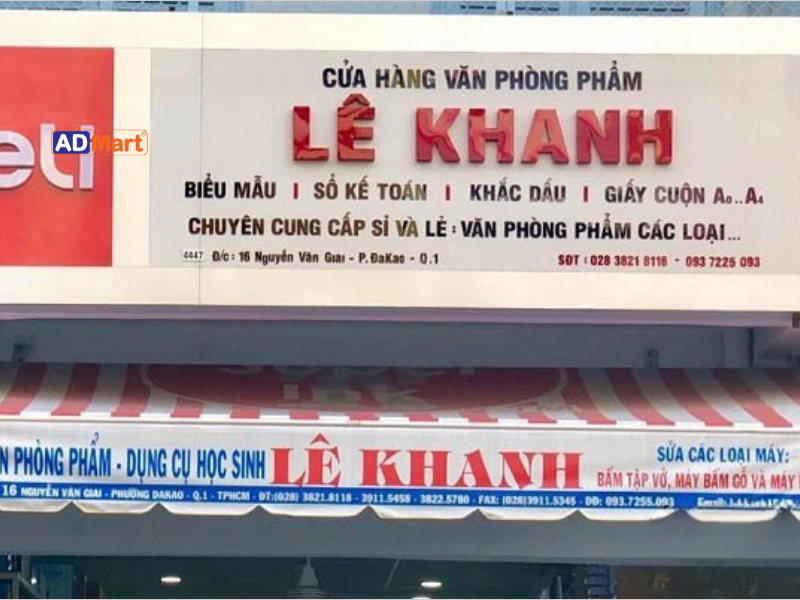 eli
ADMart®
CỬA HÀNG VĂN PHÒNG PHẨM
LÊ KHANH
BIỂU MẪU I SỔ KẾ TOÁN I KHẮC DẤU I GIẤY CUỘN A₀..A₄
CHUYÊN CUNG CẤP SỈ VÀ LẺ : VĂN PHÒNG PHẨM CÁC LOẠI...
4447 Đ/c : 16 Nguyễn Văn Giai - P.ĐaKao - Q.1 SĐT : 028 3821 8118 - 093 7225 093
ink
N PHÒNG PHẨM - DỤNG CỤ HỌC SINH LÊ KHANH
SỬA CÁC LOẠI MÁY:
BẤM TẬP VỞ, MÁY BẤM GỖ VÀ MÁY
16 NGUYỄN VĂN GIAI - PHƯỜNG ĐAKAO - Q.1 - TPHCM - ĐT:(028) 3821.8118 - 3911.5458 - 3822.5780 - FAX: (028)3911.5345 - DĐ: 093.7255.093 Email: